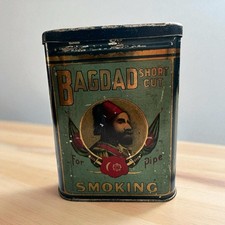 BAGDAD SHORT
CUT
For Pipe
SMOKING